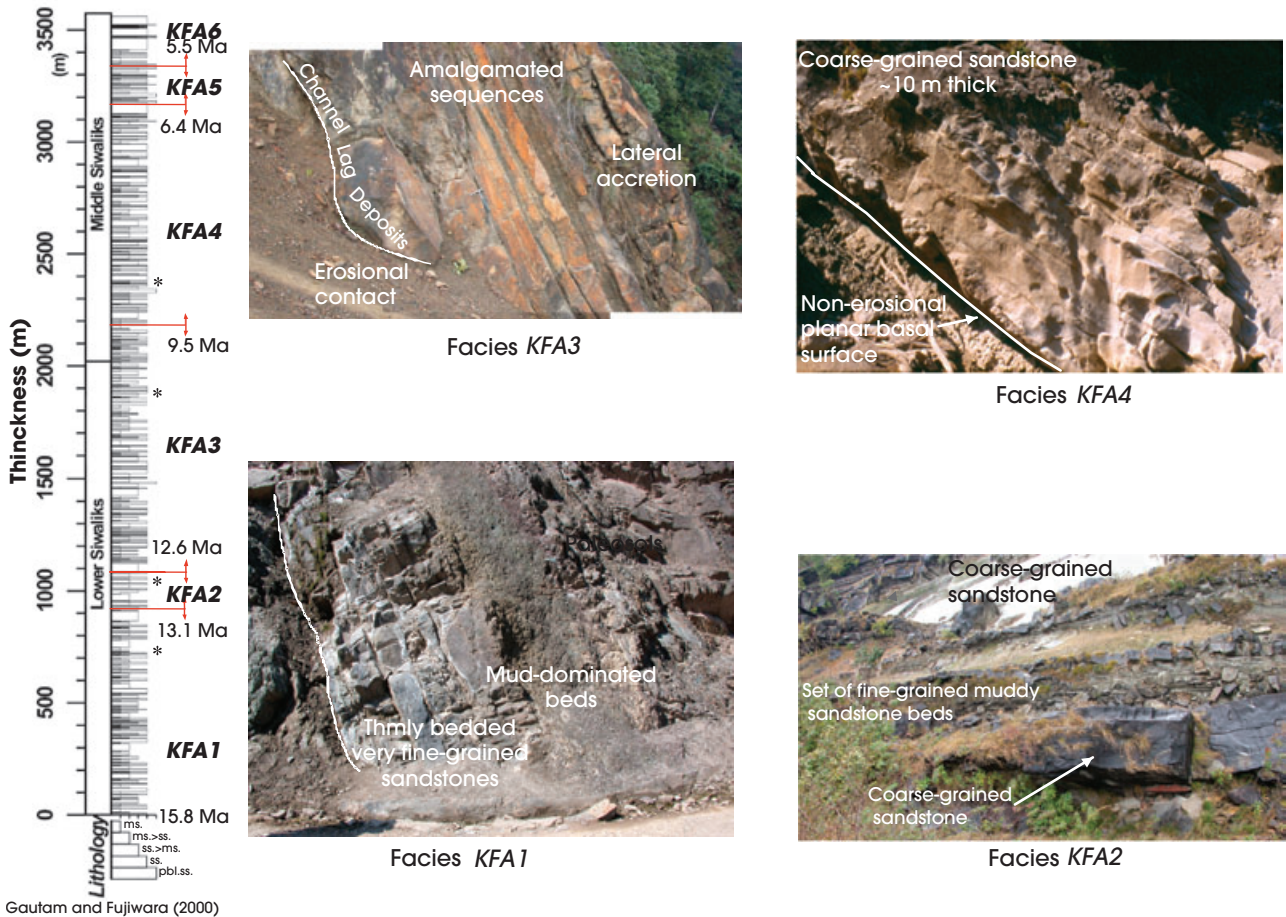 3500
(m)
3000
2500
2000
1500
1000
500
0
Thinckness (m)
Middle Siwaliks
Lower Siwaliks
Lithology
KFA6
5.5 Ma
KFA5
6.4 Ma
KFA4
*
9.5 Ma
*
KFA3
12.6 Ma
*
KFA2
13.1 Ma
*
KFA1
15.8 Ma
ms.
ms.>ss.
ss.>ms.
ss.
pbl.ss.
Gautam and Fujiwara (2000)
Channel Lag Deposits
Amalgamated
sequences
Lateral
accretion
Erosional
contact
Facies KFA3
Coarse-grained sandstone
~10 m thick
Non-erosional
planar basal
surface
Facies KFA4
Paleosols
Mud-dominated
beds
Thmly bedded
very fine-grained
sandstones
Facies KFA1
Coarse-grained
sandstone
Set of fine-grained muddy
sandstone beds
Coarse-grained
sandstone
Facies KFA2